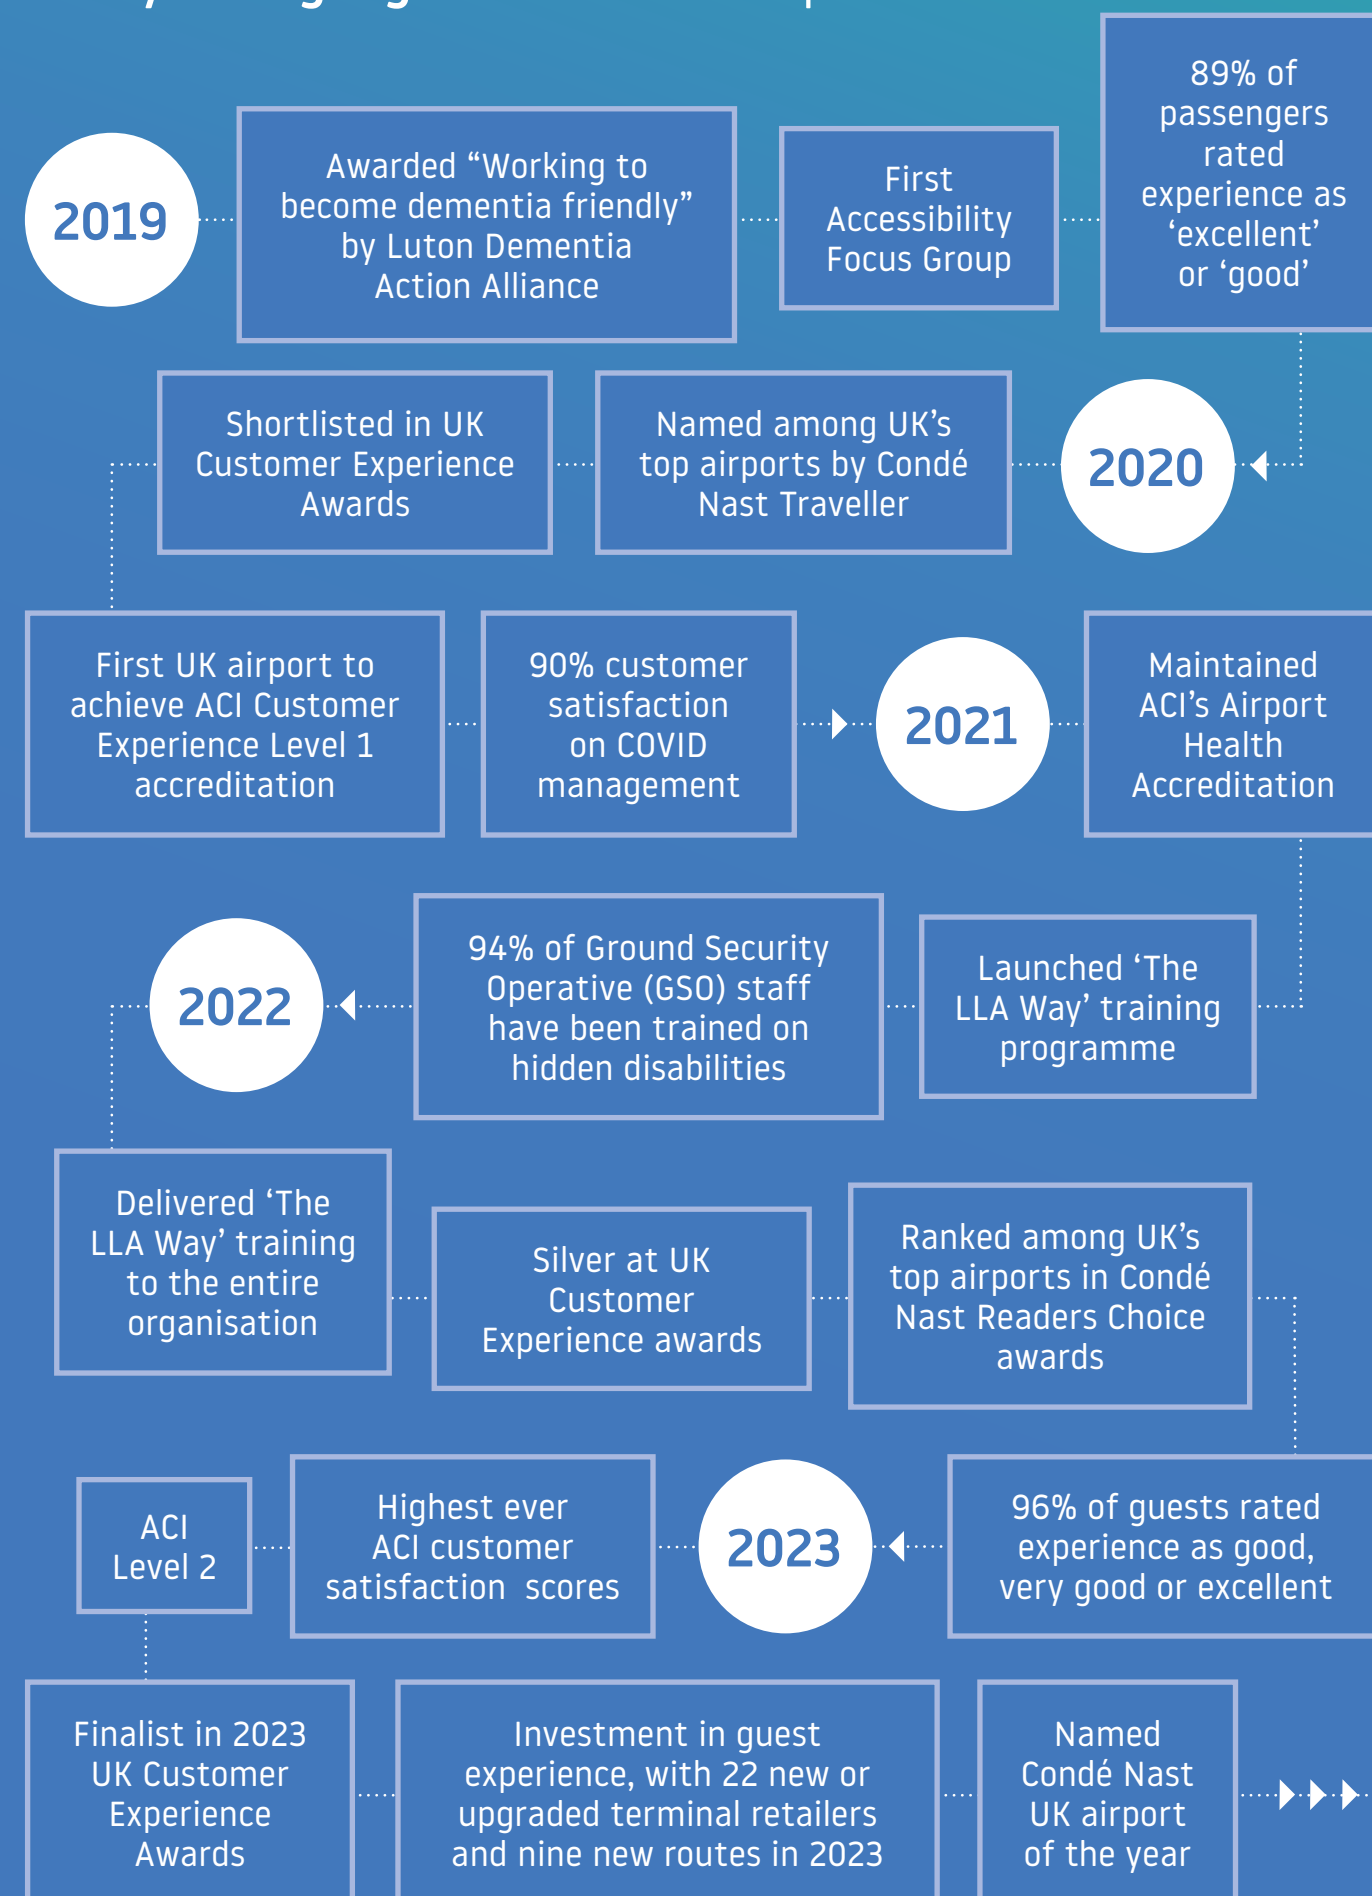 2019
Awarded “Working to
become dementia friendly”
by Luton Dementia
Action Alliance
First
Accessibility
Focus Group
89% of
passengers
rated
experience as
‘excellent’
or ‘good’
2020
Named among UK’s
top airports by Condé
Nast Traveller
Shortlisted in UK
Customer Experience
Awards
First UK airport to
achieve ACI Customer
Experience Level 1
accreditation
90% customer
satisfaction
on COVID
management
2021
Maintained
ACI’s Airport
Health
Accreditation
Launched ‘The
LLA Way’ training
programme
94% of Ground Security
Operative (GSO) staff
have been trained on
hidden disabilities
2022
Delivered ‘The
LLA Way’ training
to the entire
organisation
Silver at UK
Customer
Experience awards
Ranked among UK’s
top airports in Condé
Nast Readers Choice
awards
96% of guests rated
experience as good,
very good or excellent
2023
Highest ever
ACI customer
satisfaction scores
ACI
Level 2
Finalist in 2023
UK Customer
Experience
Awards
Investment in guest
experience, with 22 new or
upgraded terminal retailers
and nine new routes in 2023
Named
Condé Nast
UK airport
of the year